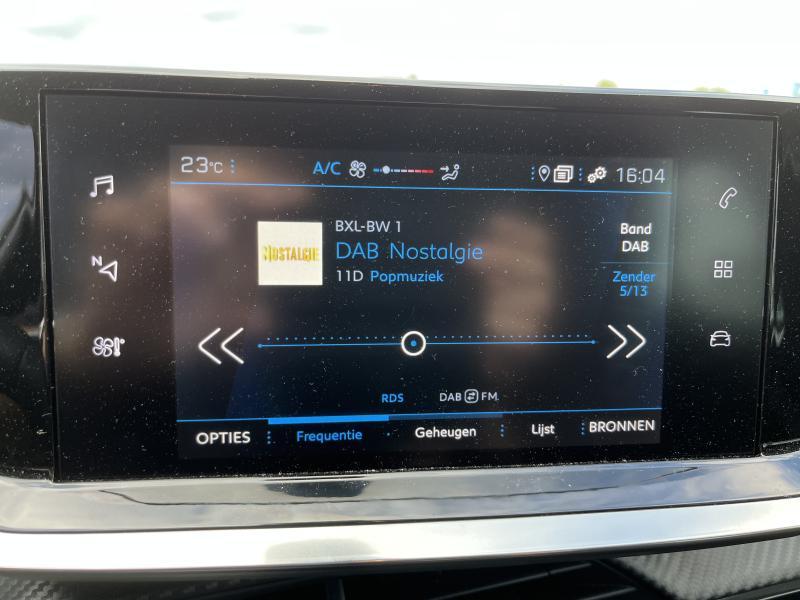 23°C
A/C
16:04
BXL-BW 1
NOSTALGIE
DAB Nostalgie
11D Popmuziek
Band
DAB
Zender
5/13
N
RDS
DAB FM
OPTIES
Frequentie
Geheugen
Lijst
BRONNEN